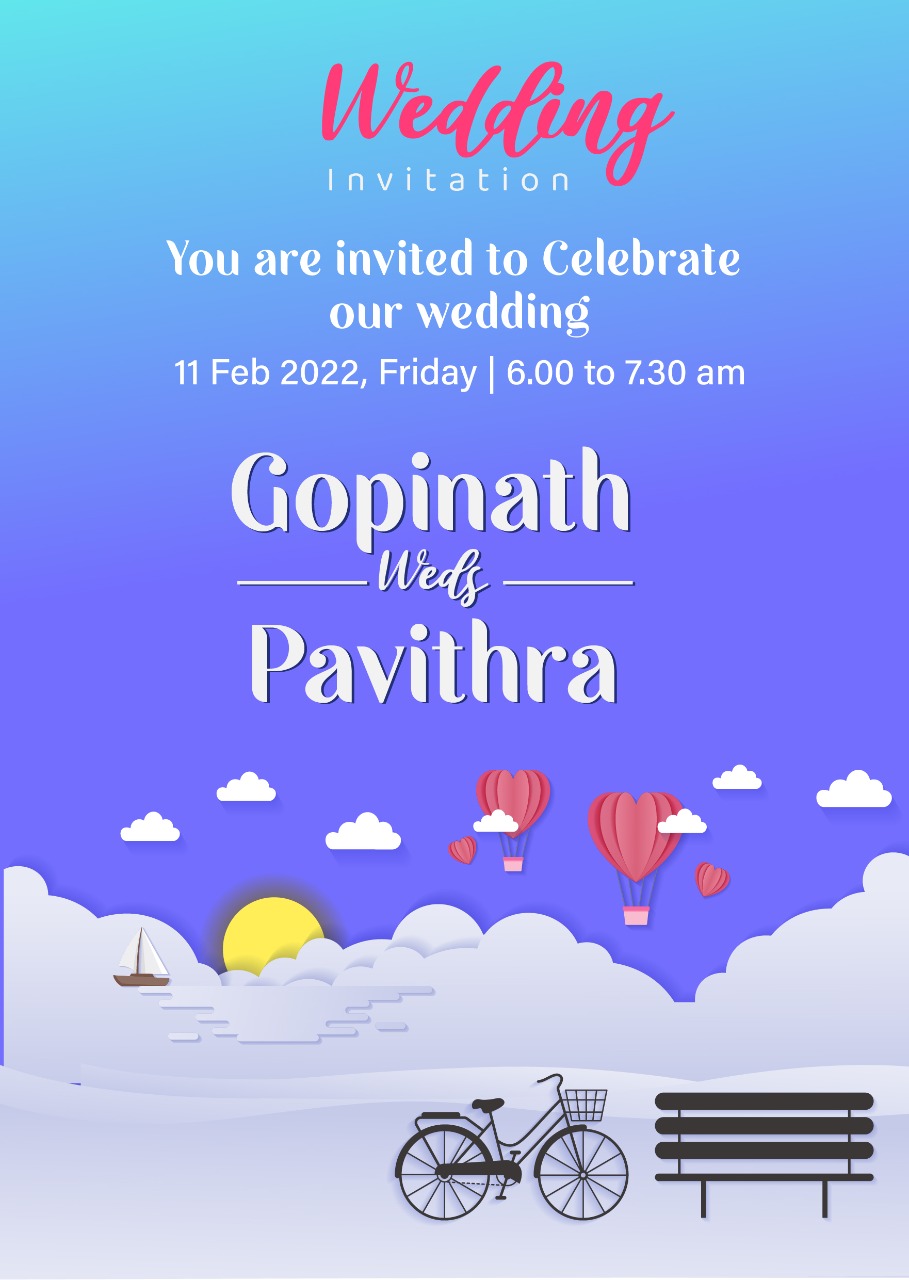 Wedding
Invitation
You are invited to Celebrate
our wedding
11 Feb 2022, Friday | 6.00 to 7.30 am
Gopinath
Weds
Pavithra